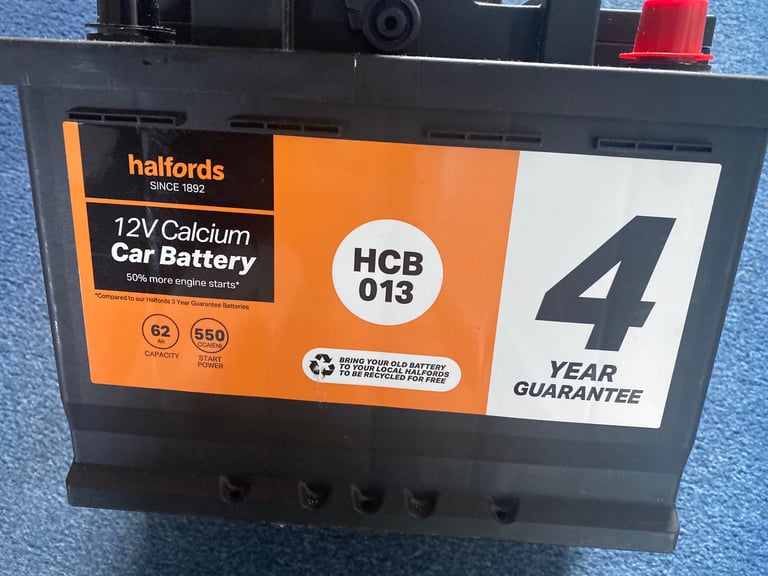 halfords
SINCE 1892
12V Calcium
Car Battery
50% more engine starts*
*Compared to our Halfords 3 Year Guarantee Batteries
62
Ah
CAPACITY
550
CCA(EN)
START
POWER
HCB
013
BRING YOUR OLD BATTERY
TO YOUR LOCAL HALFORDS
TO BE RECYCLED FOR FREE
4
YEAR
GUARANTEE